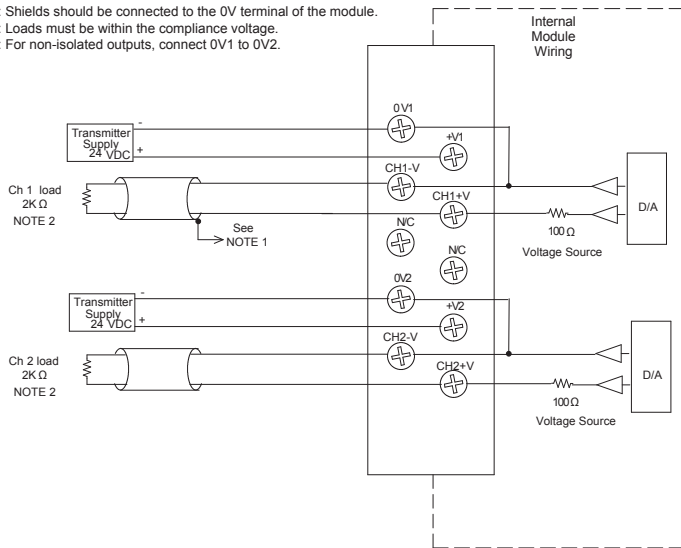 : Shields should be connected to the 0V terminal of the module.
: Loads must be within the compliance voltage.
: For non-isolated outputs, connect 0V1 to 0V2.
Internal
Module
Wiring
0V1
-
Transmitter
Supply
24 VDC
+
+V1
CH1-V
Ch 1 load
2K Ω
NOTE 2
CH1+V
D/A
100 Ω
Voltage Source
See
NOTE 1
N/C
N/C
0V2
-
Transmitter
Supply
24 VDC
+
+V2
CH2-V
Ch 2 load
2K Ω
NOTE 2
CH2+V
D/A
100 Ω
Voltage Source